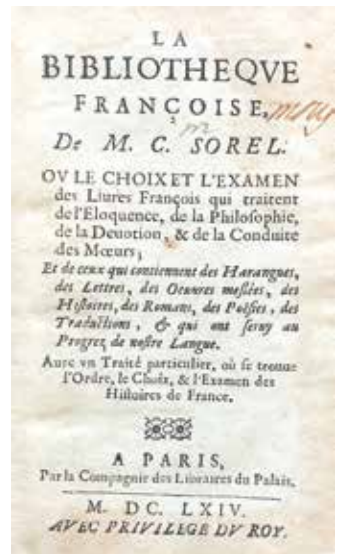 LA
BIBLIOTHEQVE
FRANÇOISE,
De M. C. SOREL.
OV LE CHOIX ET L'EXAMEN
des Liures François qui traitent
de l'Eloquence, de la Philosophie,
de la Deuotion, & de la Conduite
des Mœurs;
Et de ceux qui contiennent des Harangues,
des Lettres, des Oeuvres meslées, des
Histoires, des Romans, des Poësies, des
Traductions, & qui ont seruy au
Progrez de nostre Langue.
Auec vn Traité particulier, où se trouue
l'Ordre, le Choix, & l'Examen des
Histoires de France.
A PARIS,
Par la Compagnie des Libraires du Palais.
M. DC. LXIV.
AVEC PRIVILEGE DV ROY.